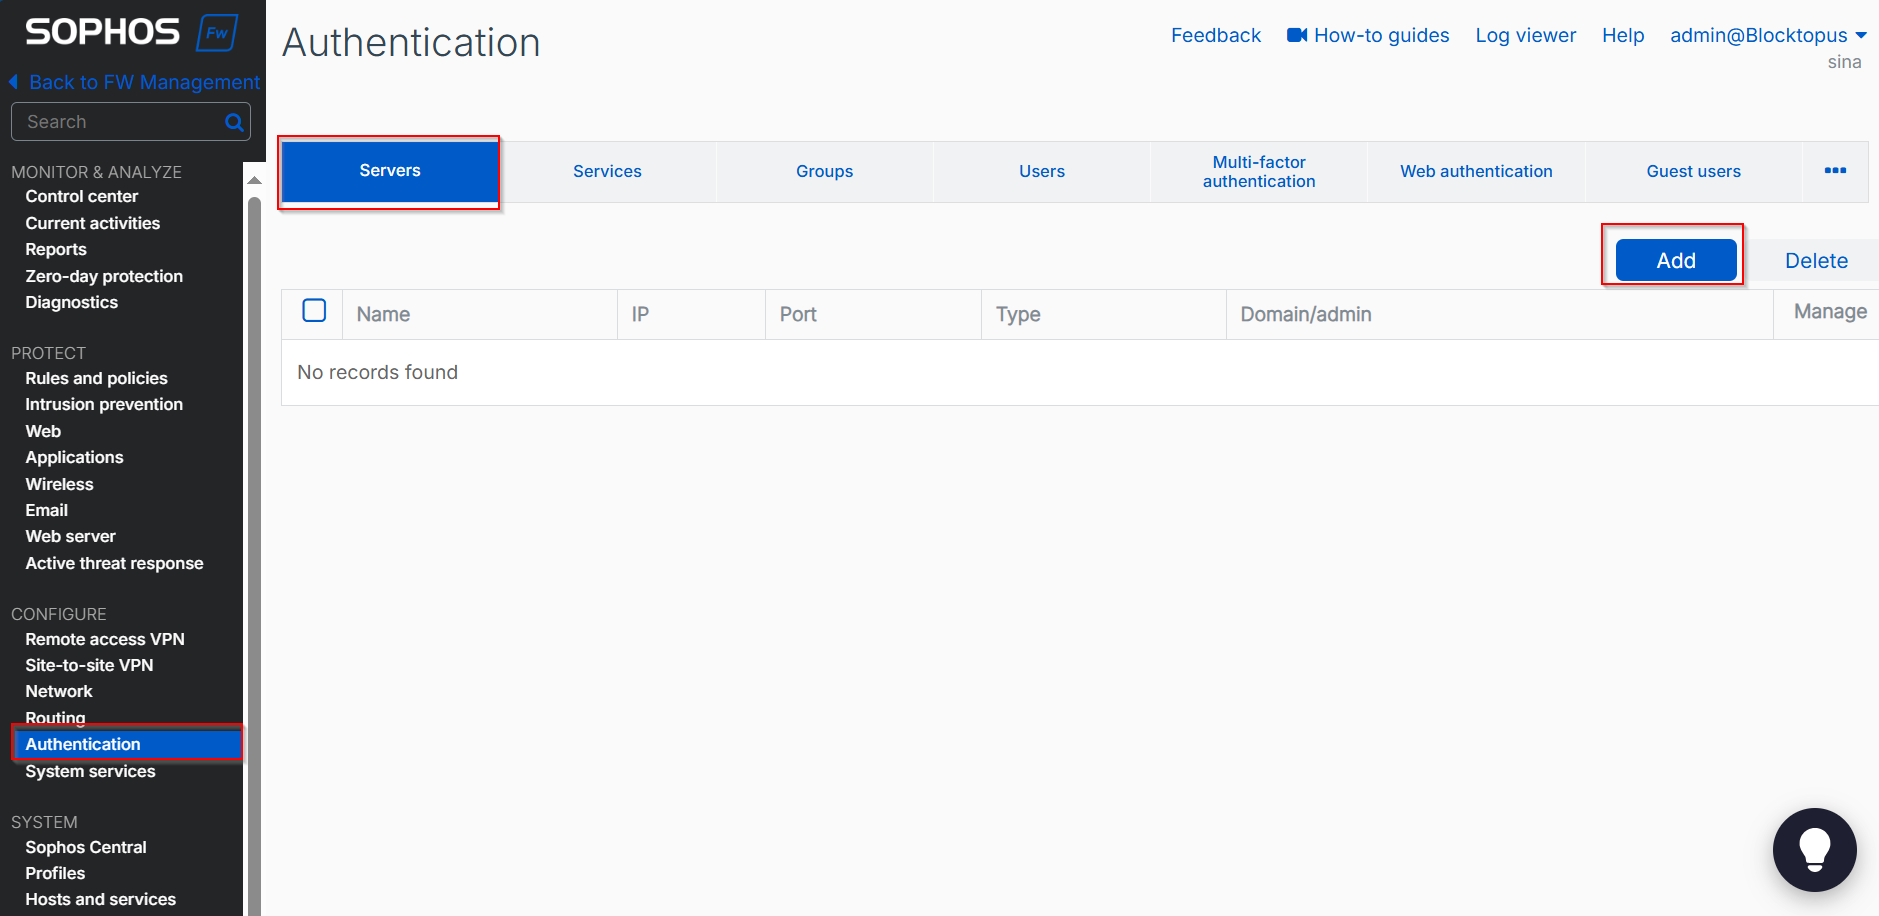 SOPHOS Fw
Back to FW Management
Search
MONITOR & ANALYZE
Control center
Current activities
Reports
Zero-day protection
Diagnostics
PROTECT
Rules and policies
Intrusion prevention
Web
Applications
Wireless
Email
Web server
Active threat response
CONFIGURE
Remote access VPN
Site-to-site VPN
Network
Routing
Authentication
System services
SYSTEM
Sophos Central
Profiles
Hosts and services
Authentication
Feedback How-to guides Log viewer Help admin@Blocktopus
sina
Servers Services Groups Users Multi-factor authentication Web authentication Guest users
Add Delete
Name IP Port Type Domain/admin Manage
No records found